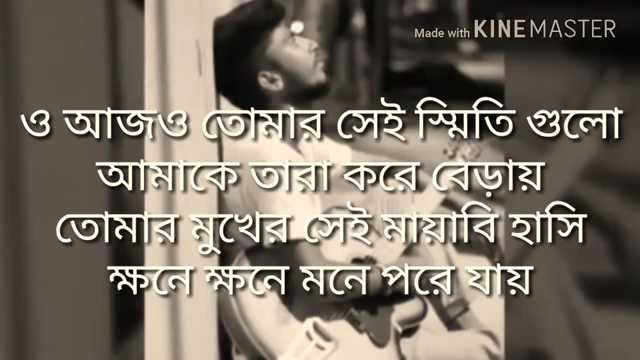 Made with KINEMASTER
ও আজও তোমার সেই স্মিতি গুলো
আমাকে তারা করে বেড়ায়
তোমার মুখের সেই মায়াবি হাসি
ক্ষনে ক্ষনে মনে পরে যায়